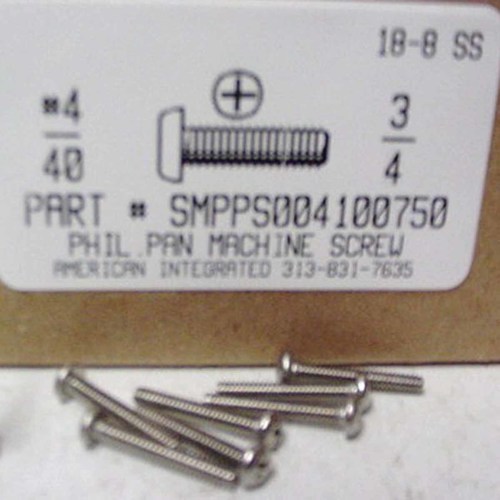 18-8 SS
#4
40
3
4
PART # SMPPS004100750
PHIL.PAN MACHINE SCREW
AMERICAN INTEGRATED 313-831-7635